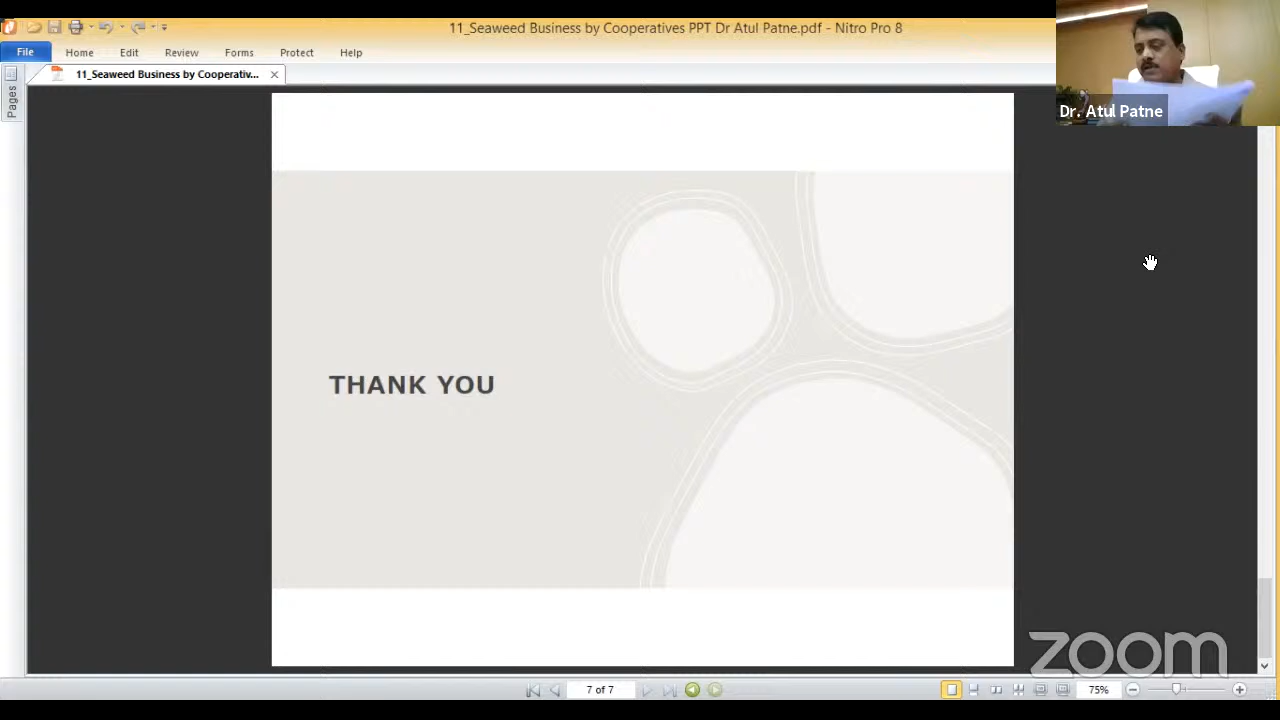 11_Seaweed Business by Cooperatives PPT Dr Atul Patne.pdf - Nitro Pro 8
File Home Edit Review Forms Protect Help
11_Seaweed Business by Cooperativ...
Pages
Dr. Atul Patne
THANK YOU
zoom
7 of 7
75%